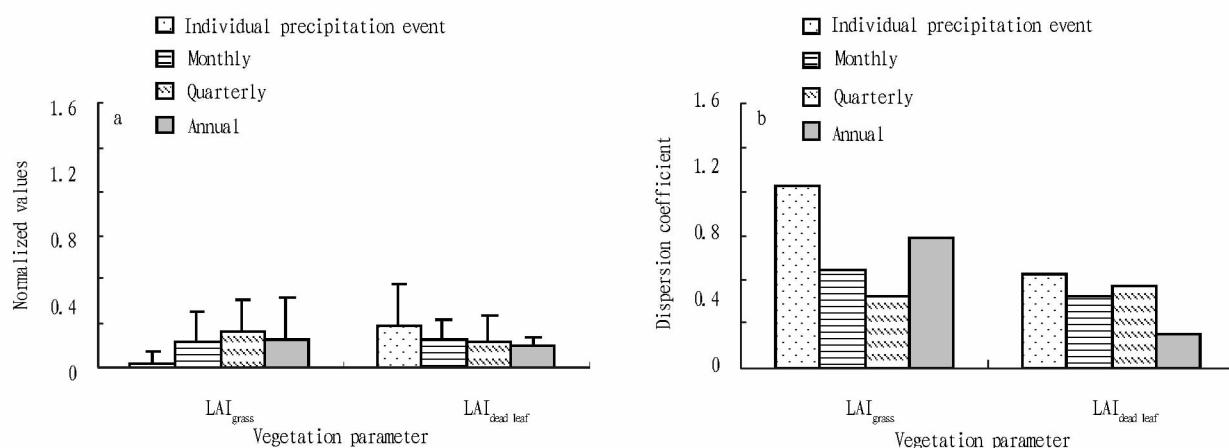 Individual precipitation event
Monthly
Quarterly
Annual
a
1.6
1.2
0.8
0.4
0
Normalized values
LAIgrass
LAIdead leaf
Vegetation parameter
Individual precipitation event
Monthly
Quarterly
Annual
b
1.6
1.2
0.8
0.4
0
Dispersion coefficient
LAIgrass
LAIdead leaf
Vegetation parameter